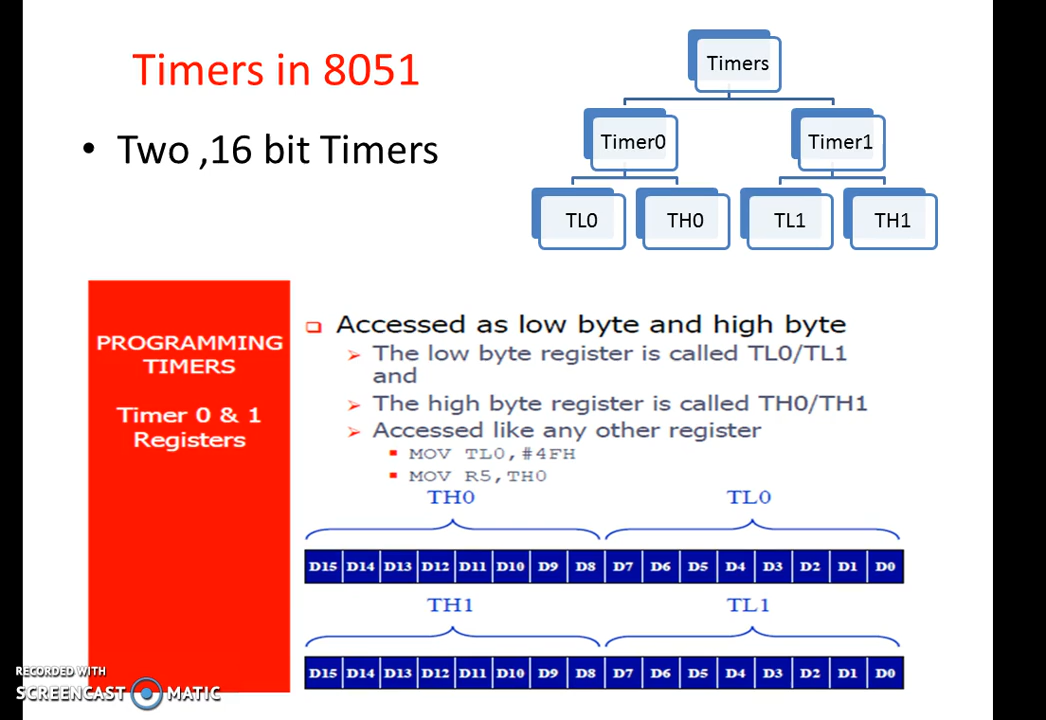 Timers in 8051
• Two ,16 bit Timers
Timers
Timer0 Timer1
TL0 TH0 TL1 TH1
PROGRAMMING
TIMERS
Timer 0 & 1
Registers
Accessed as low byte and high byte
The low byte register is called TL0/TL1
and
The high byte register is called TH0/TH1
Accessed like any other register
MOV TL0,#4FH
MOV R5,TH0
TH0 TL0
D15 D14 D13 D12 D11 D10 D9 D8 D7 D6 D5 D4 D3 D2 D1 D0
TH1 TL1
D15 D14 D13 D12 D11 D10 D9 D8 D7 D6 D5 D4 D3 D2 D1 D0
RECORDED WITH
SCREENCAST MATIC